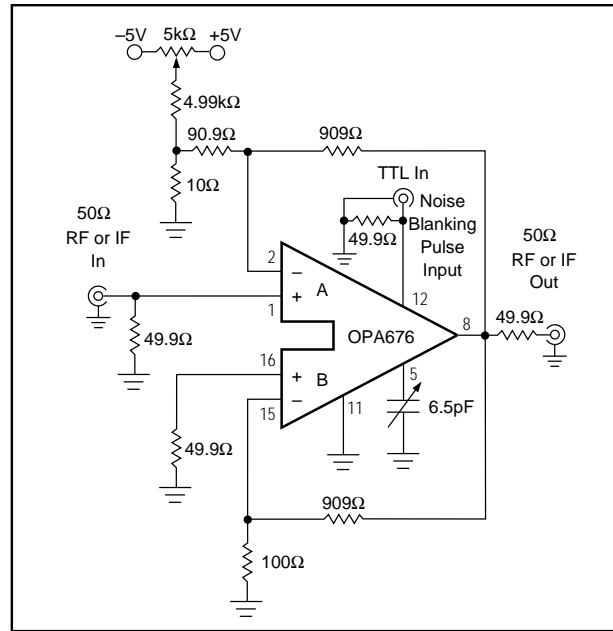 –5V
5kΩ
+5V
4.99kΩ
90.9Ω
909Ω
10Ω
TTL In
49.9Ω
Noise
Blanking
Pulse
Input
50Ω
RF or IF
In
50Ω
RF or IF
Out
2
–
A
+
1
12
49.9Ω
OPA676
8
49.9Ω
16
+
B
–
15
5
11
6.5pF
49.9Ω
909Ω
100Ω